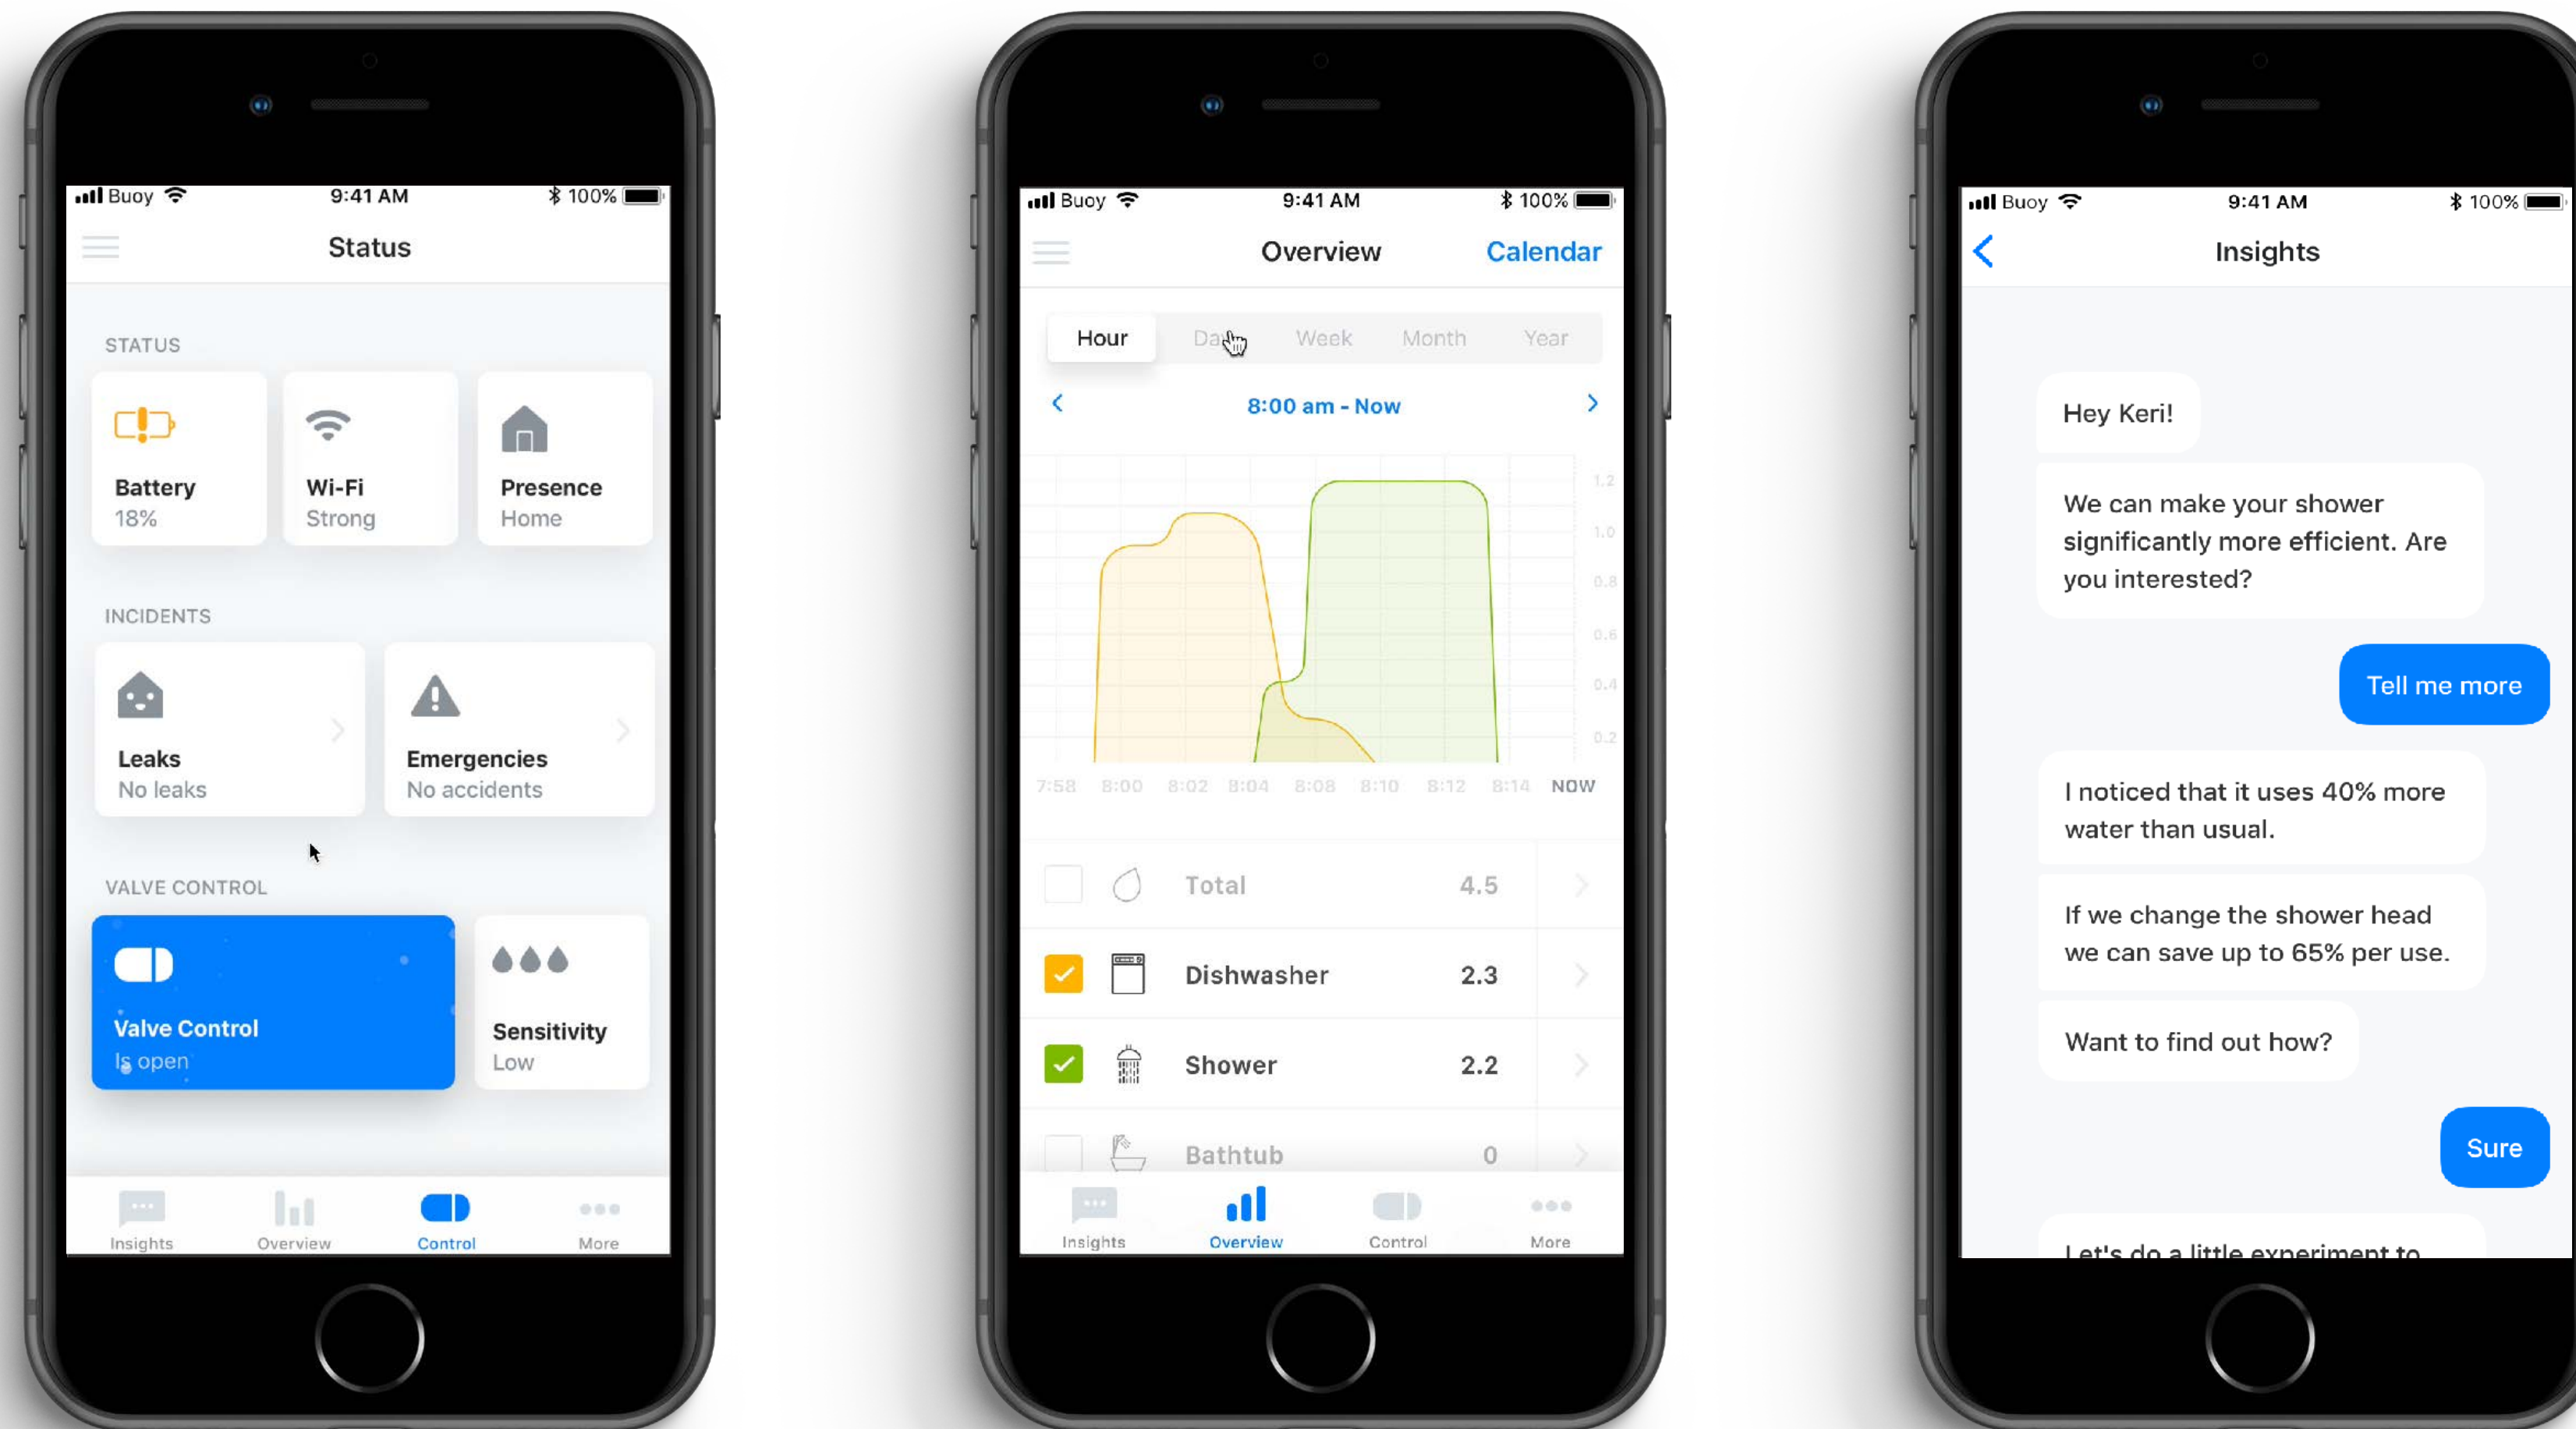 Buoy 9:41 AM 100%
Status
STATUS
Battery Wi-Fi Presence
18% Strong Home
INCIDENTS
Leaks Emergencies
No leaks No accidents
VALVE CONTROL
Valve Control Sensitivity
Is open Low
Insights Overview Control More
Buoy 9:41 AM 100%
Overview Calendar
Hour Day Week Month Year
8:00 am - Now
1.2
1.0
0.8
0.6
0.4
0.2
7:58 8:00 8:02 8:04 8:08 8:10 8:12 8:14 NOW
Total 4.5
Dishwasher 2.3
Shower 2.2
Bathtub 0
Insights Overview Control More
Buoy 9:41 AM 100%
Insights
Hey Keri!
We can make your shower
significantly more efficient. Are
you interested?
Tell me more
I noticed that it uses 40% more
water than usual.
If we change the shower head
we can save up to 65% per use.
Want to find out how?
Sure
Let's do a little experiment to